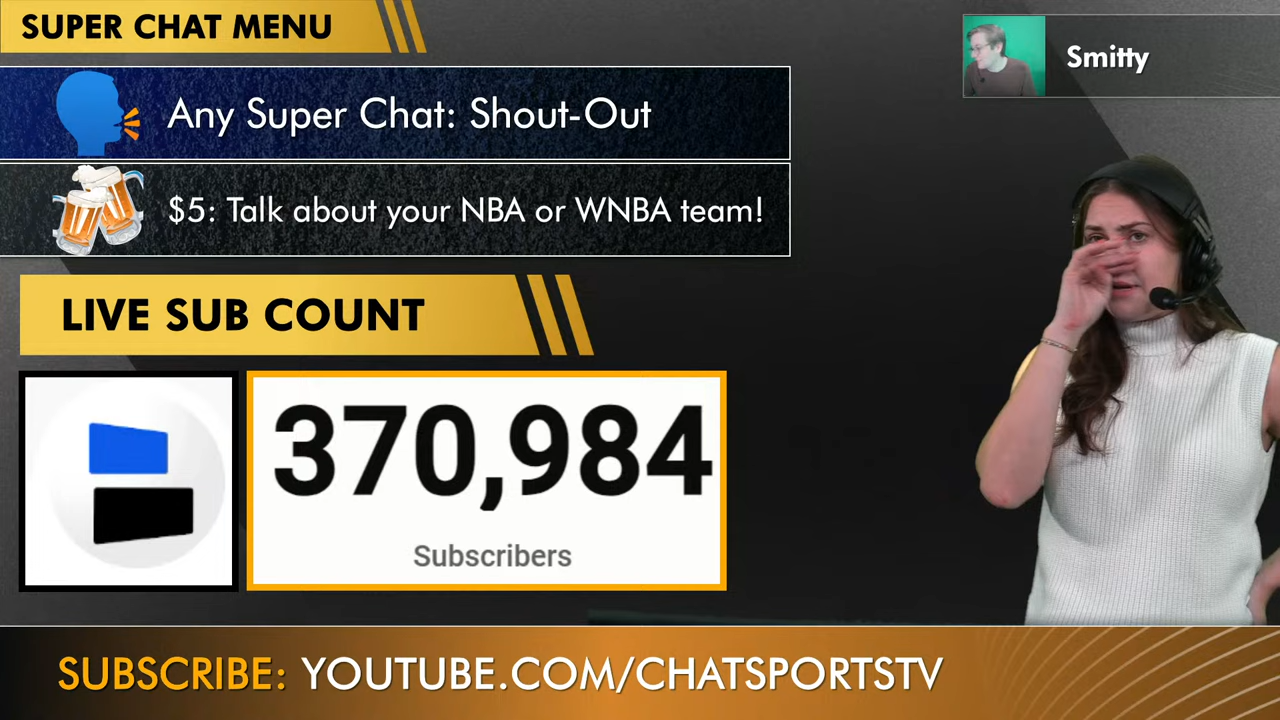 SUPER CHAT MENU
Smitty
Any Super Chat: Shout-Out
$5: Talk about your NBA or WNBA team!
LIVE SUB COUNT
370,984
Subscribers
SUBSCRIBE: YOUTUBE.COM/CHATSPORTSTV